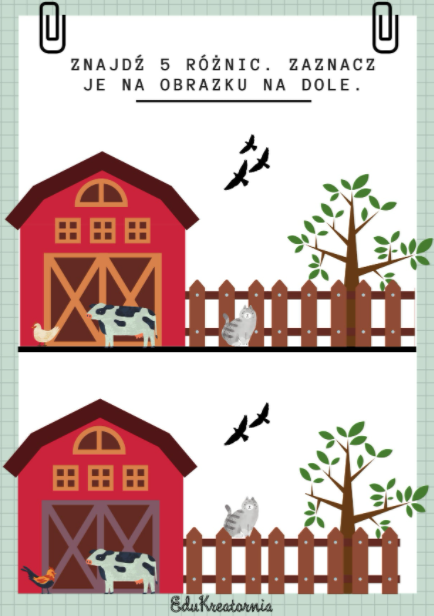 ZNAJDŹ 5 RÓŻNIC. ZAZNACZ
JE NA OBRAZKU NA DOLE.
EduKreatornia